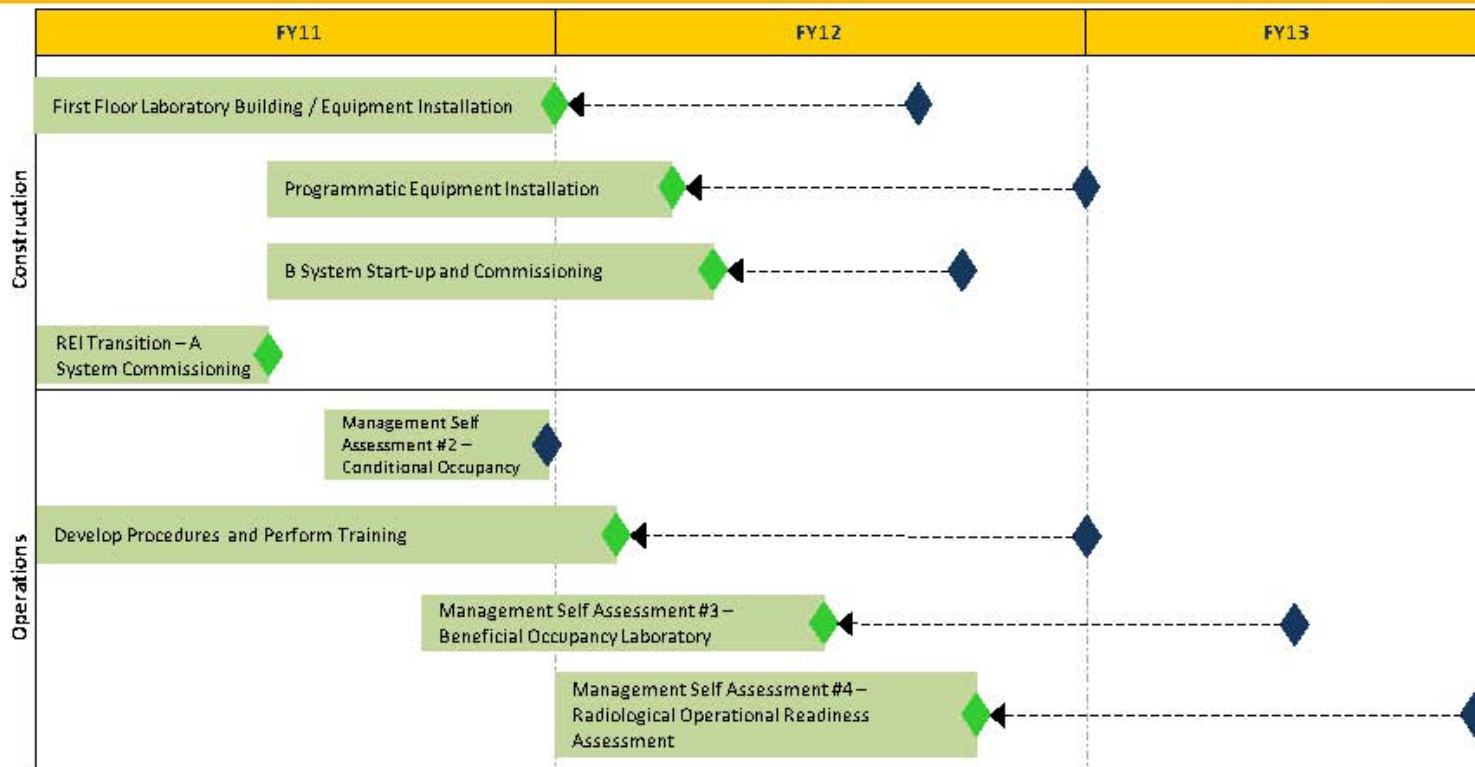 FY11 FY12 FY13
Construction
First Floor Laboratory Building / Equipment Installation
Programmatic Equipment Installation
B System Start-up and Commissioning
REI Transition – A
System Commissioning
Operations
Management Self
Assessment #2 –
Conditional Occupancy
Develop Procedures and Perform Training
Management Self Assessment #3 –
Beneficial Occupancy Laboratory
Management Self Assessment #4 –
Radiological Operational Readiness
Assessment